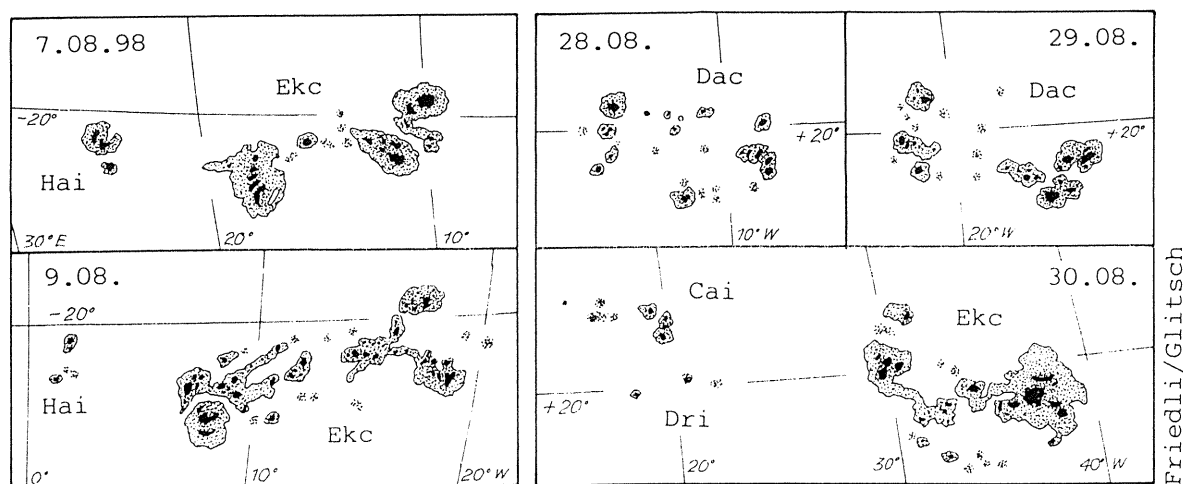 7.08.98
Ekc
-20°
Hai
30° E
20°
10°
9.08.
-20°
Hai
Ekc
0°
10°
20° W
28.08.
Dac
+20°
10° W
29.08.
Dac
+20°
20° W
30.08.
Cai
Ekc
+20°
Dri
20°
30°
40° W
Friedli/Glitsch